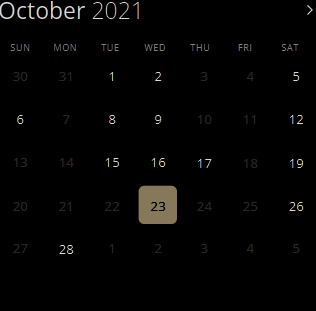 October 2021
SUN MON TUE WED THU FRI SAT
30 31 1 2 3 4 5
6 7 8 9 10 11 12
13 14 15 16 17 18 19
20 21 22 23 24 25 26
27 28 1 2 3 4 5